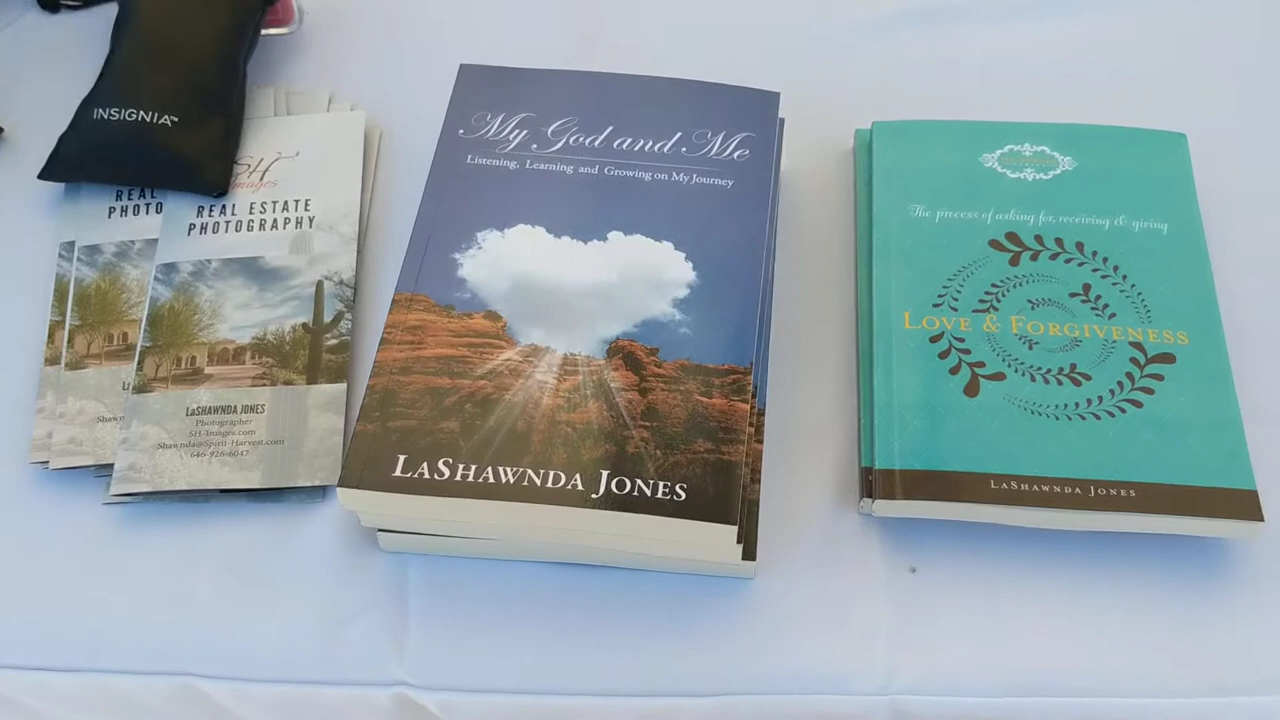 INSIGNIA™
REAL
PHOTO
Shawn
SH
Images
REAL ESTATE
PHOTOGRAPHY
LaSHAWNDA JONES
Photographer
SH-Images.com
Shawnda@Spirit-Harvest.com
646-926-6047
My God and Me
Listening, Learning and Growing on My Journey
LASHAWNDA JONES
The process of asking for, receiving & giving
LOVE & FORGIVENESS
LASHAWNDA JONES